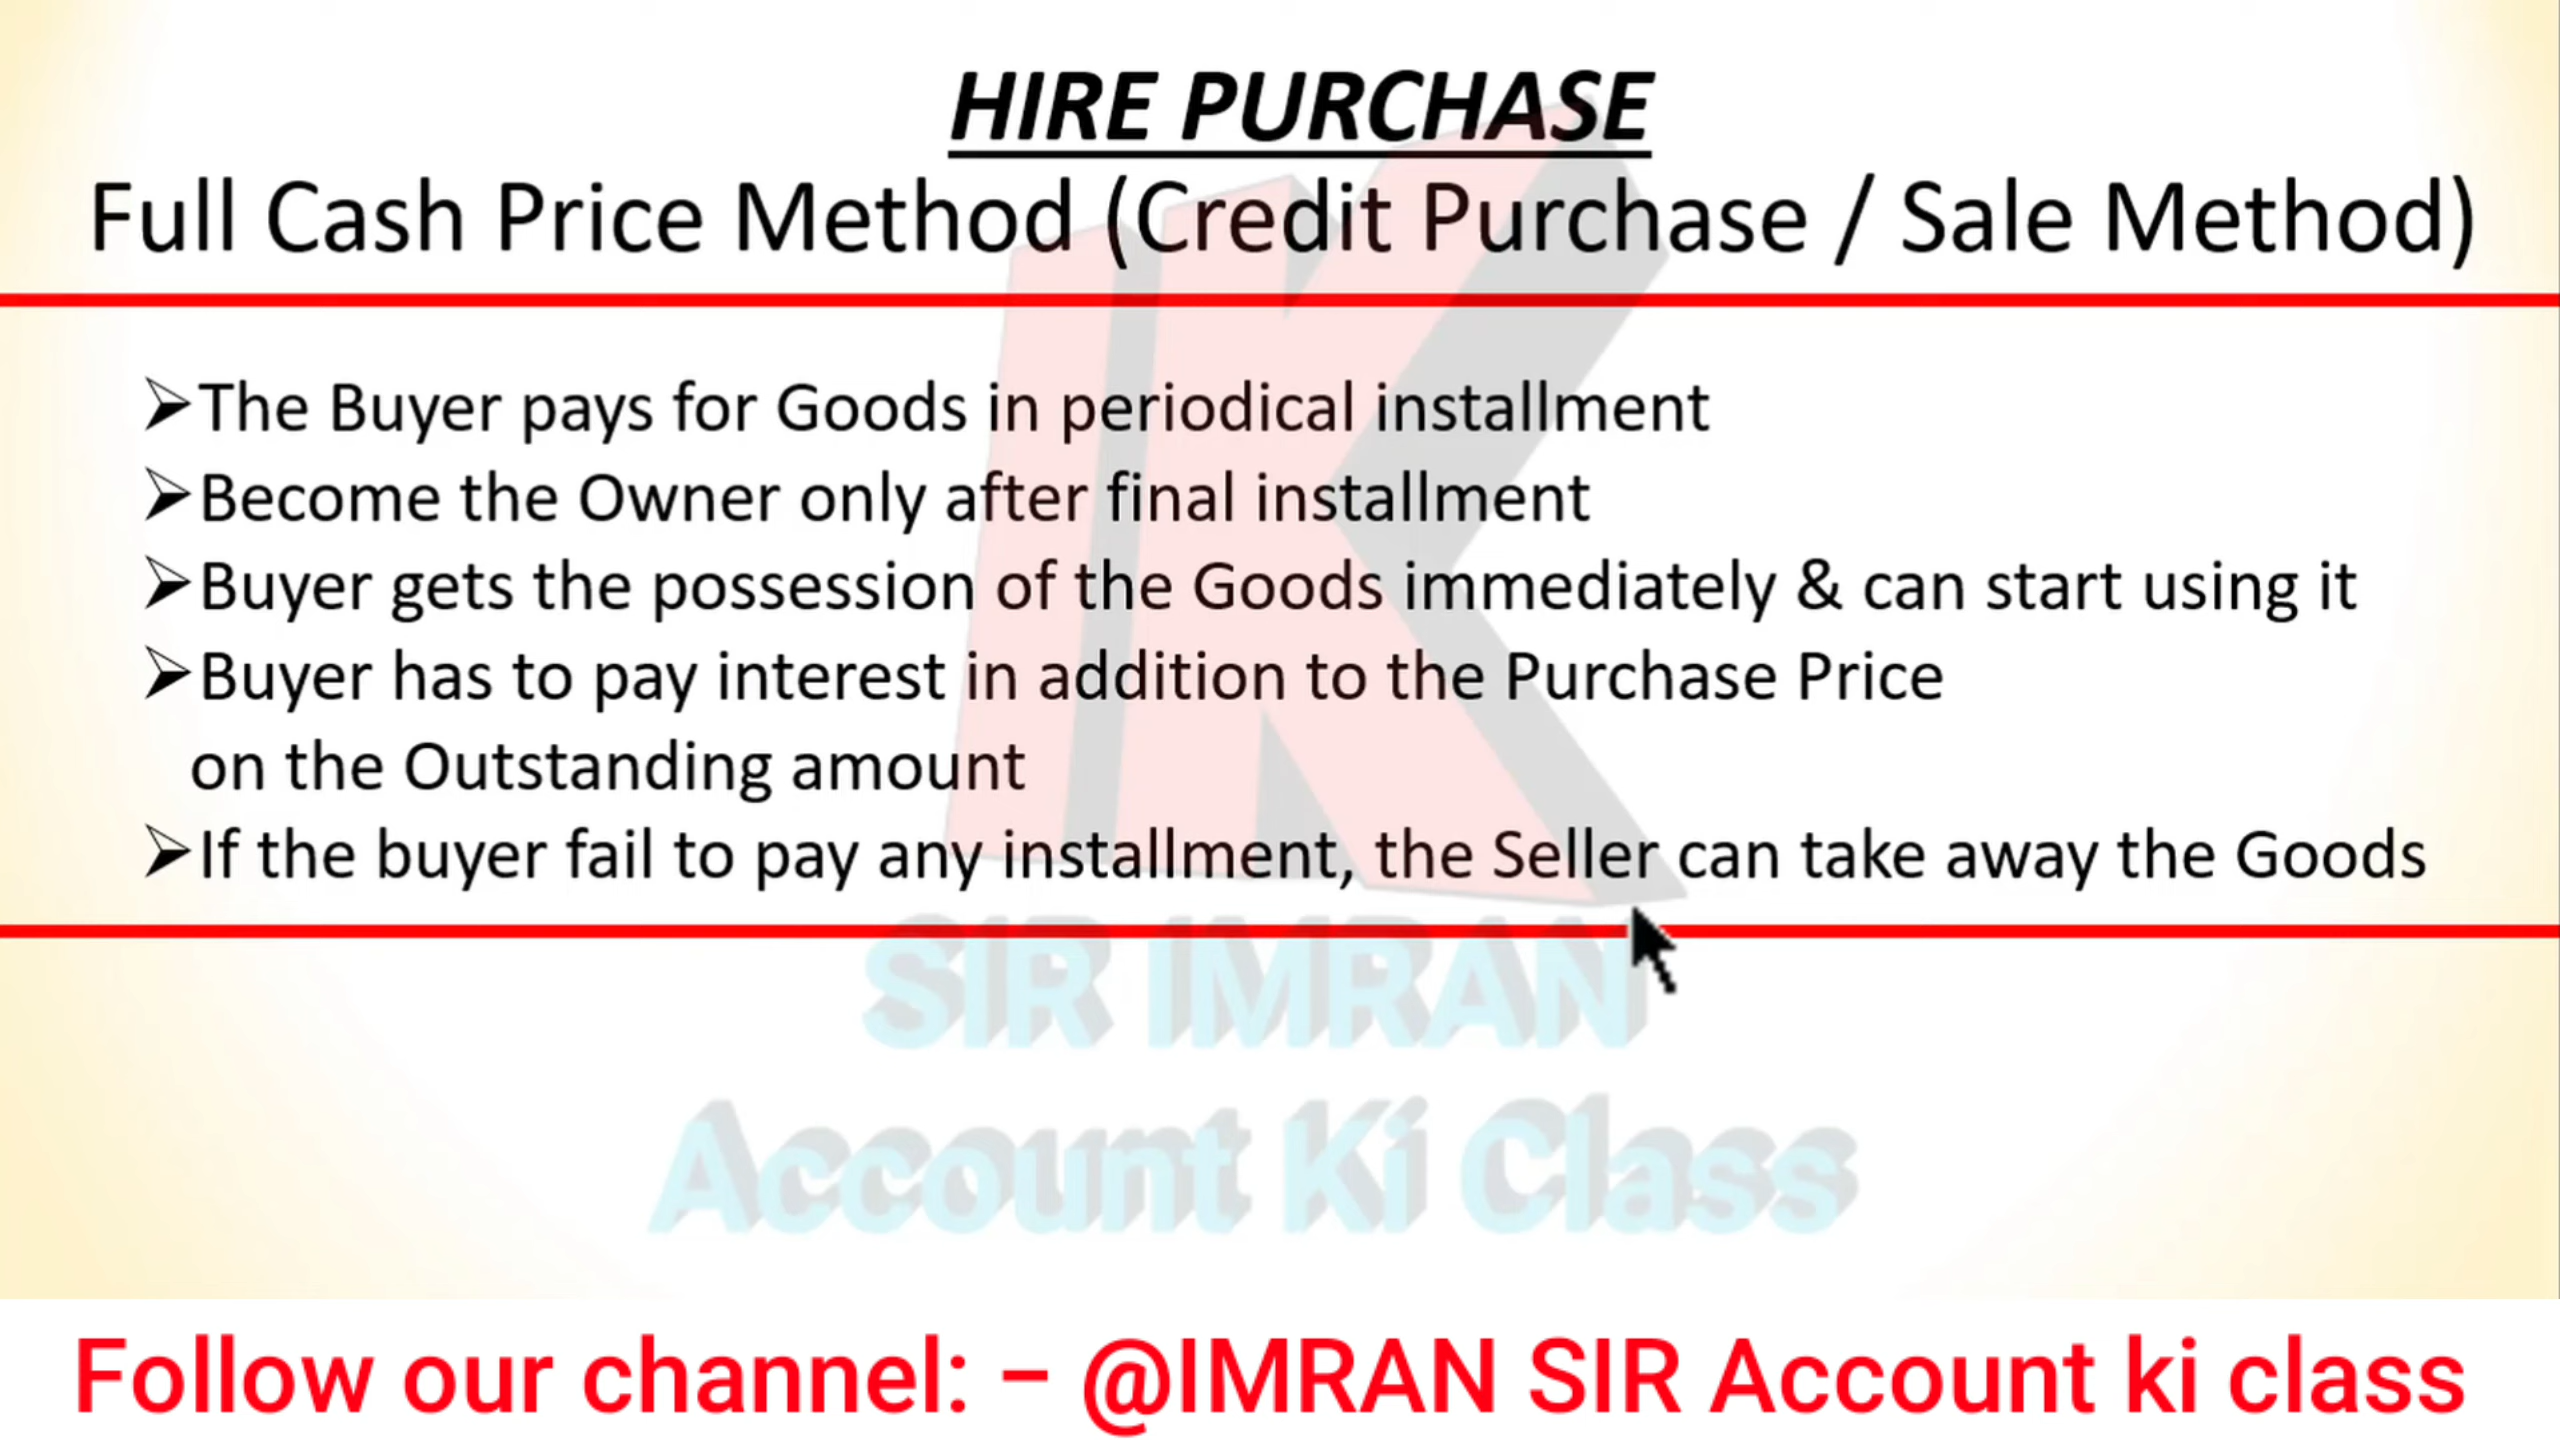 HIRE PURCHASE
Full Cash Price Method (Credit Purchase / Sale Method)
➢The Buyer pays for Goods in periodical installment
➢Become the Owner only after final installment
➢Buyer gets the possession of the Goods immediately & can start using it
➢Buyer has to pay interest in addition to the Purchase Price
on the Outstanding amount
➢If the buyer fail to pay any installment, the Seller can take away the Goods
K
SIR IMRAN
Account Ki Class
Follow our channel: – @IMRAN SIR Account ki class